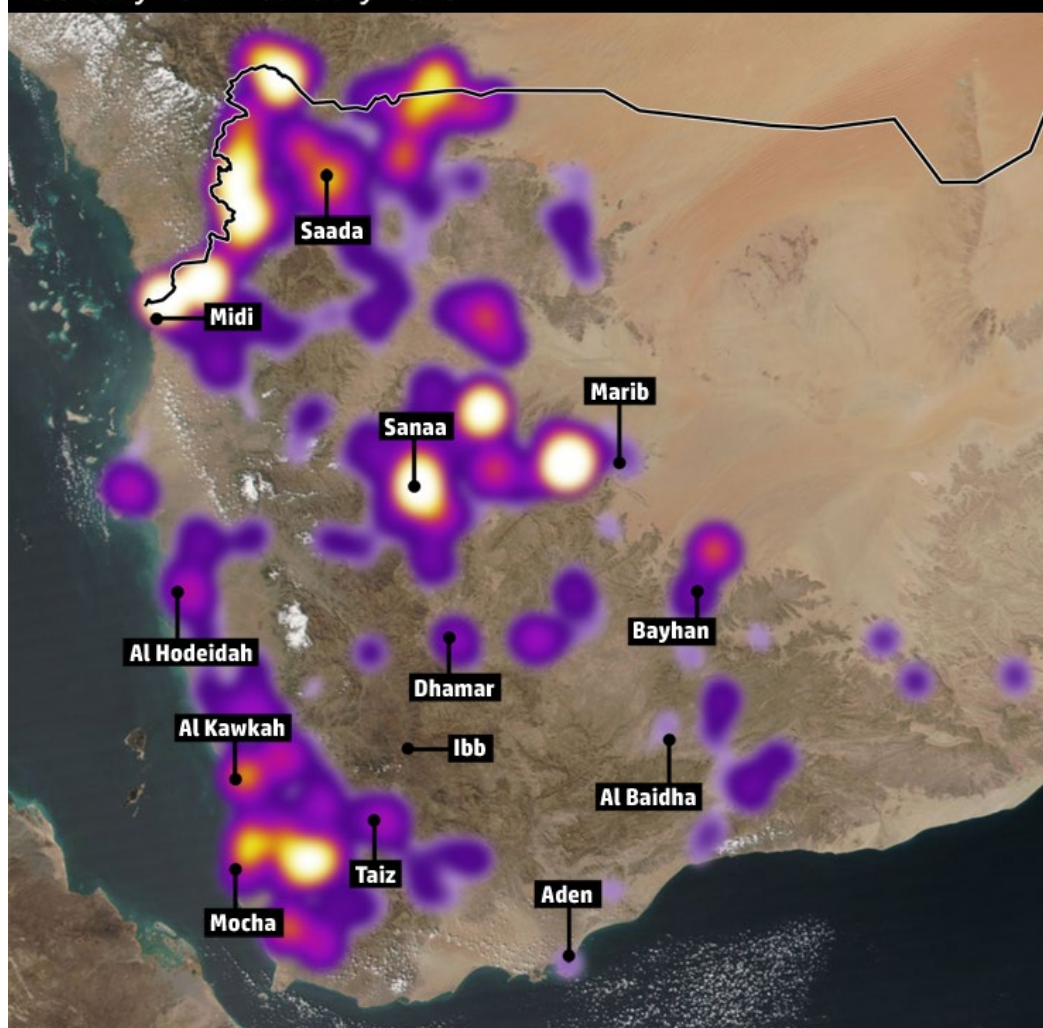 Saada
Midi
Marib
Sanaa
Bayhan
Al Hodeidah
Dhamar
Al Kawkah
Ibb
Al Baidha
Taiz
Aden
Mocha